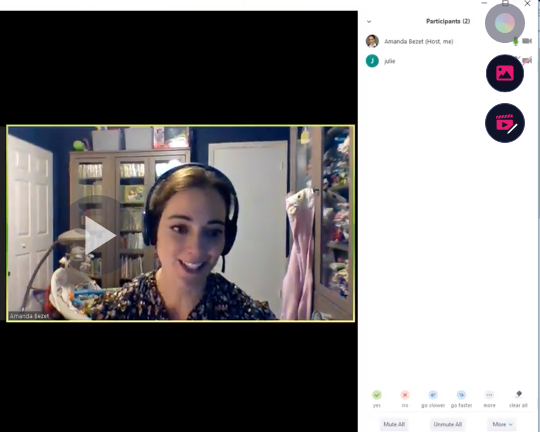 Participants (2)
Amanda Bezet (Host, me)
J julie
Amanda Bezet
yes no go slower go faster more clear all
Mute All Unmute All More